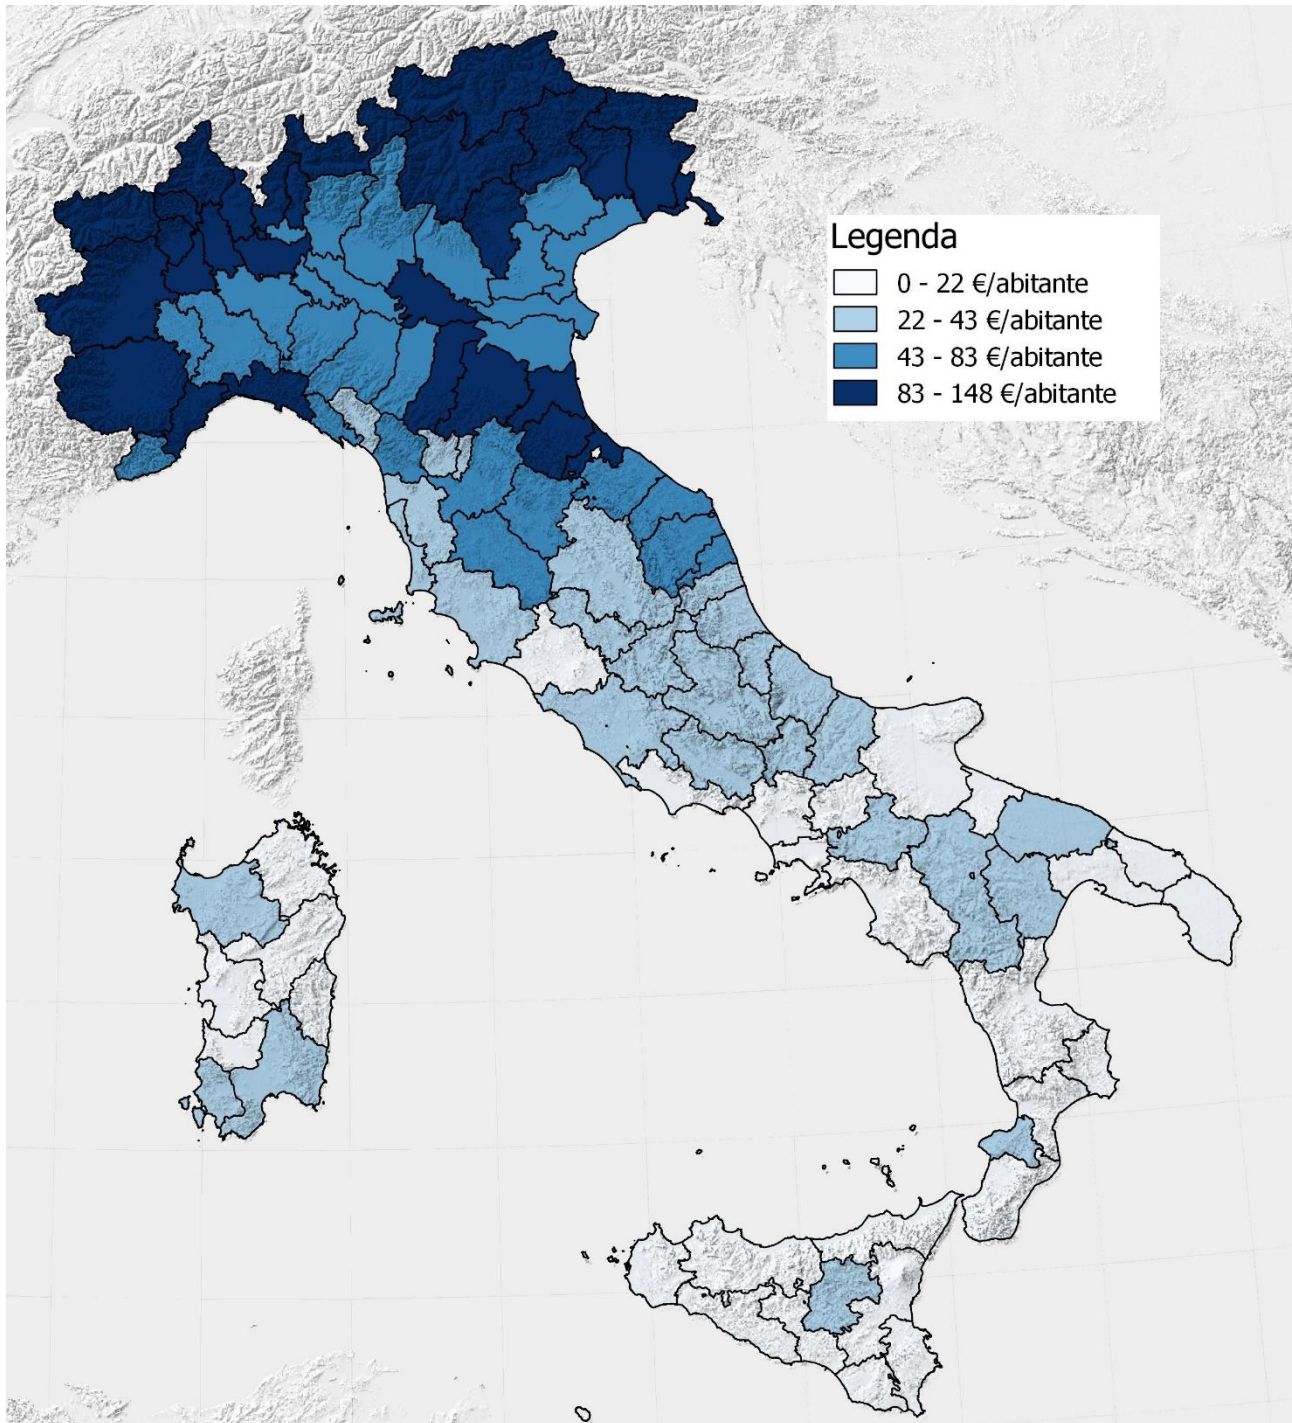 Legenda
0 - 22 €/abitante
22 - 43 €/abitante
43 - 83 €/abitante
83 - 148 €/abitante